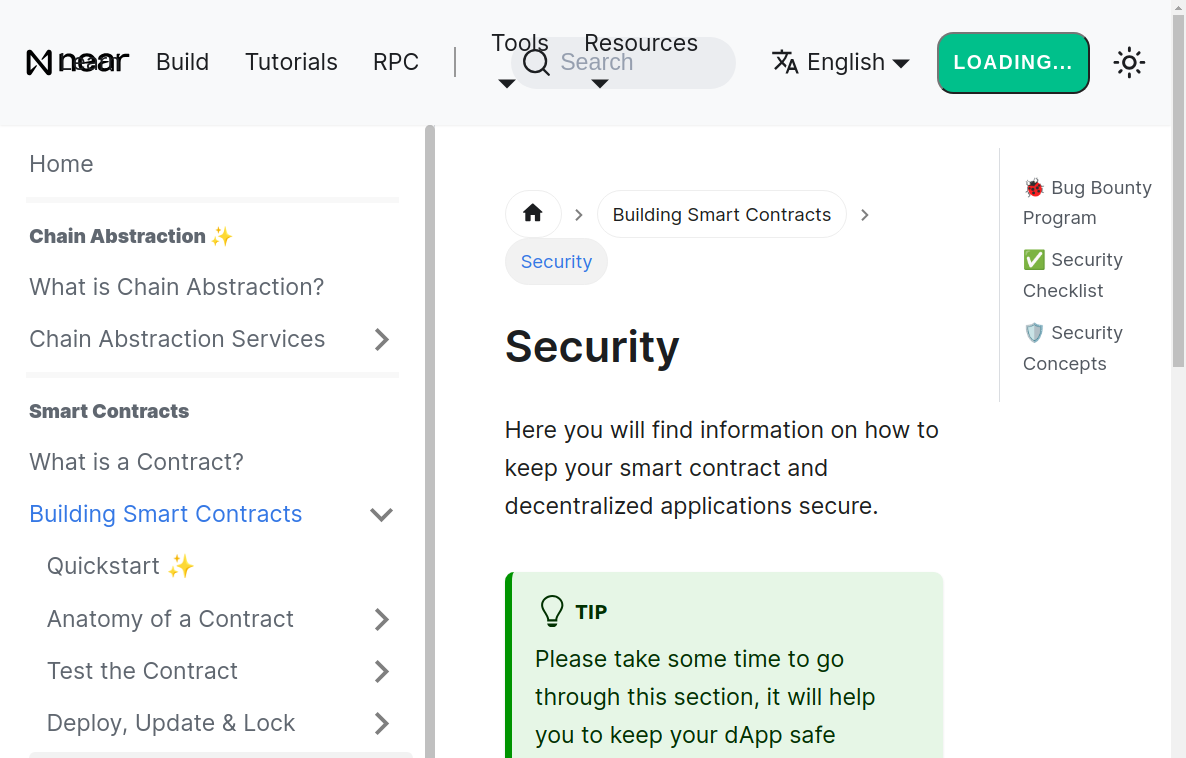 near
Learn
Build
Tutorials
RPC
Tools
Resources
Search
English
LOADING...
Home
Chain Abstraction ✨
What is Chain Abstraction?
Chain Abstraction Services
Smart Contracts
What is a Contract?
Building Smart Contracts
Quickstart ✨
Anatomy of a Contract
Test the Contract
Deploy, Update & Lock
Building Smart Contracts
Security
Security
Here you will find information on how to
keep your smart contract and
decentralized applications secure.
TIP
Please take some time to go
through this section, it will help
you to keep your dApp safe
🐞 Bug Bounty
Program
✅ Security
Checklist
🛡️ Security
Concepts